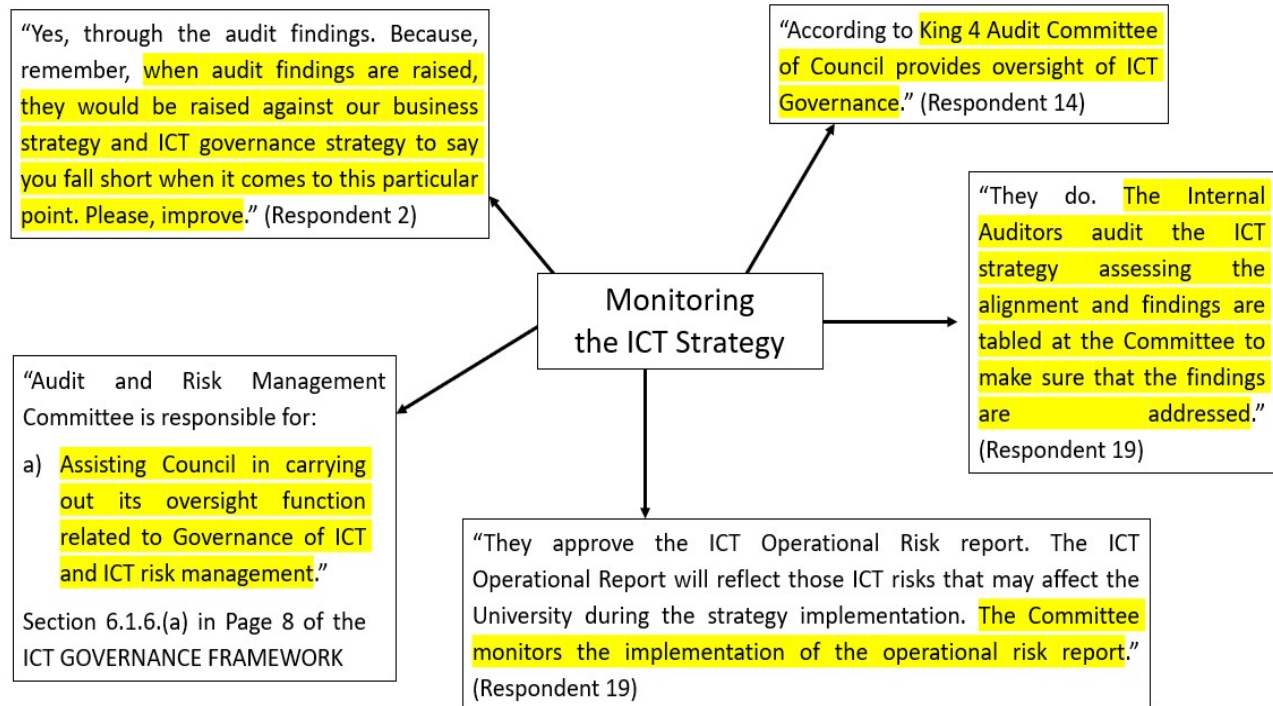 “Yes, through the audit findings. Because,
remember, when audit findings are raised,
they would be raised against our business
strategy and ICT governance strategy to say
you fall short when it comes to this particular
point. Please, improve.” (Respondent 2)
“According to King 4 Audit Committee
of Council provides oversight of ICT
Governance.” (Respondent 14)
“They do. The Internal
Auditors audit the ICT
strategy assessing the
alignment and findings are
tabled at the Committee to
make sure that the findings
are addressed.”
(Respondent 19)
Monitoring
the ICT Strategy
“Audit and Risk Management
Committee is responsible for:
a) Assisting Council in carrying
out its oversight function
related to Governance of ICT
and ICT risk management.”
Section 6.1.6.(a) in Page 8 of the
ICT GOVERNANCE FRAMEWORK
“They approve the ICT Operational Risk report. The ICT
Operational Report will reflect those ICT risks that may affect the
University during the strategy implementation. The Committee
monitors the implementation of the operational risk report.”
(Respondent 19)